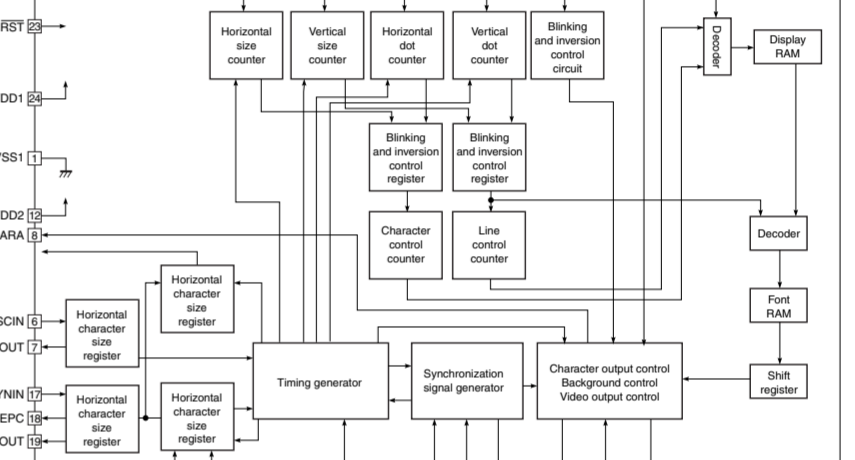 RST 23
DD1 24
VSS1 1
DD2 12
ARA 8
SCIN 6
OUT 7
YNIN 17
EPC 18
OUT 19
Horizontal
size
counter
Vertical
size
counter
Horizontal
dot
counter
Vertical
dot
counter
Blinking
and inversion
control
circuit
Decoder
Display
RAM
Blinking
and inversion
control
register
Blinking
and inversion
control
register
Character
control
counter
Line
control
counter
Decoder
Horizontal
character
size
register
Horizontal
character
size
register
Font
RAM
Timing generator
Synchronization
signal generator
Character output control
Background control
Video output control
Shift
register
Horizontal
character
size
register
Horizontal
character
size
register